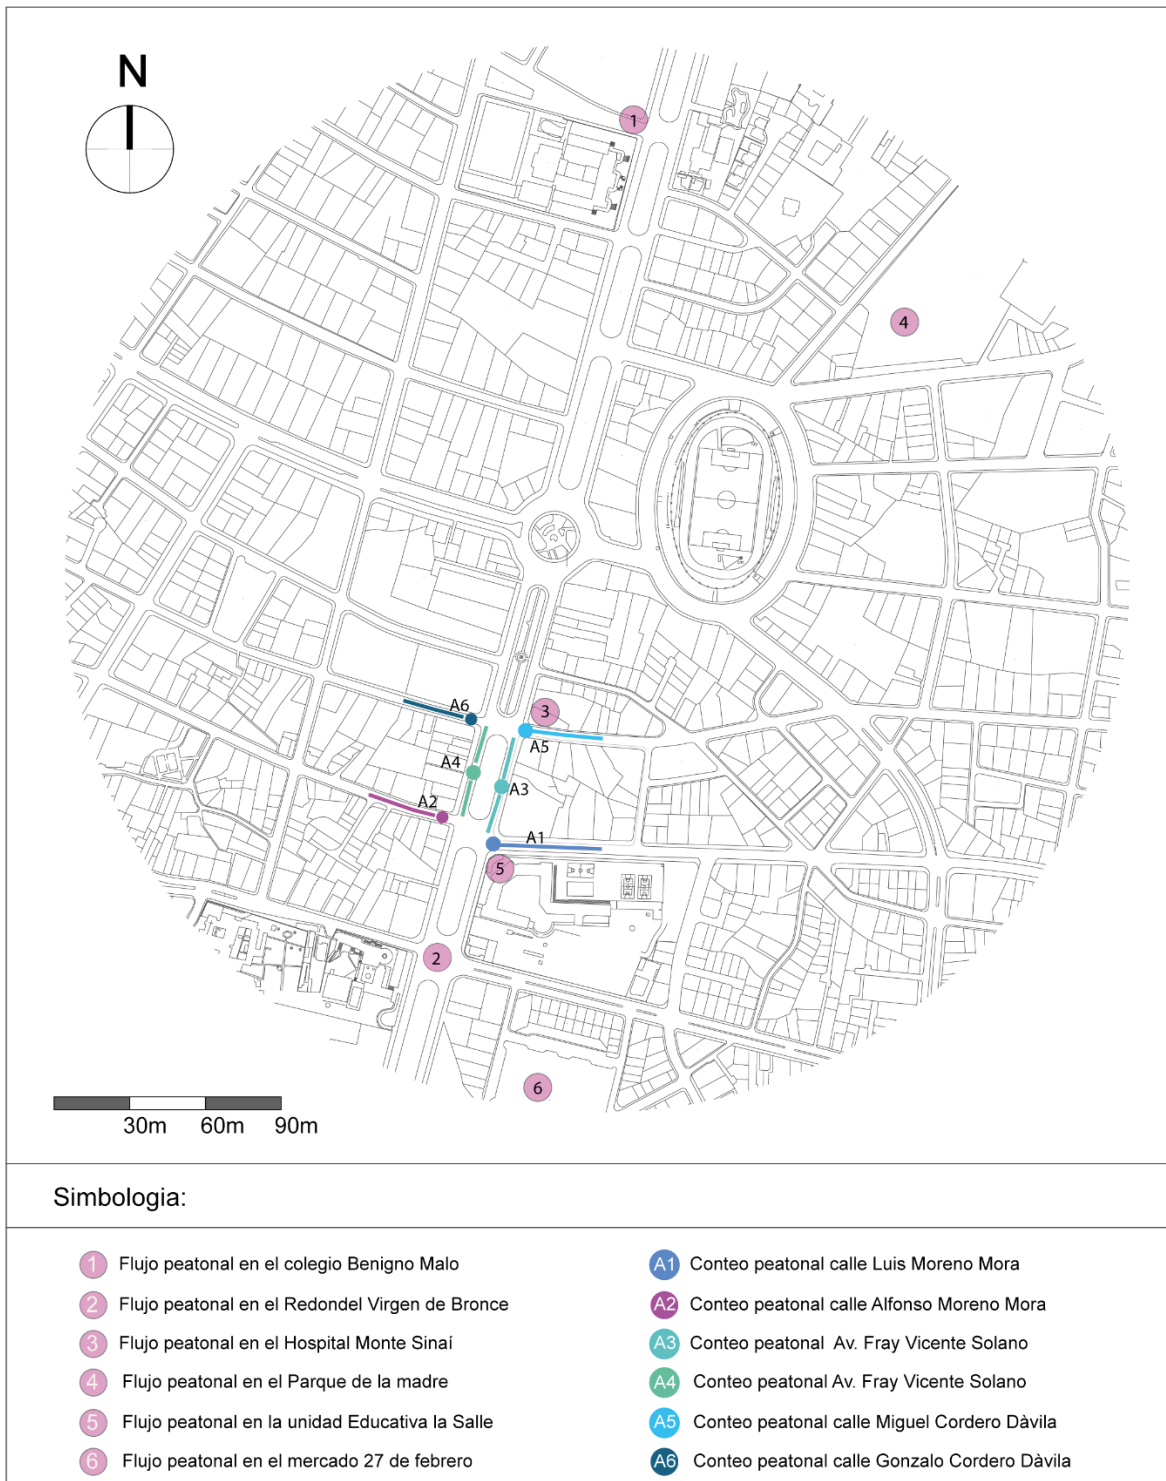 N
1
4
A6
3
A5
A4
A3
A2
A1
5
2
6
30m 60m 90m
Simbologia:
1 Flujo peatonal en el colegio Benigno Malo
2 Flujo peatonal en el Redondel Virgen de Bronce
3 Flujo peatonal en el Hospital Monte Sinaí
4 Flujo peatonal en el Parque de la madre
5 Flujo peatonal en la unidad Educativa la Salle
6 Flujo peatonal en el mercado 27 de febrero
A1 Conteo peatonal calle Luis Moreno Mora
A2 Conteo peatonal calle Alfonso Moreno Mora
A3 Conteo peatonal Av. Fray Vicente Solano
A4 Conteo peatonal Av. Fray Vicente Solano
A5 Conteo peatonal calle Miguel Cordero Dàvila
A6 Conteo peatonal calle Gonzalo Cordero Dàvila